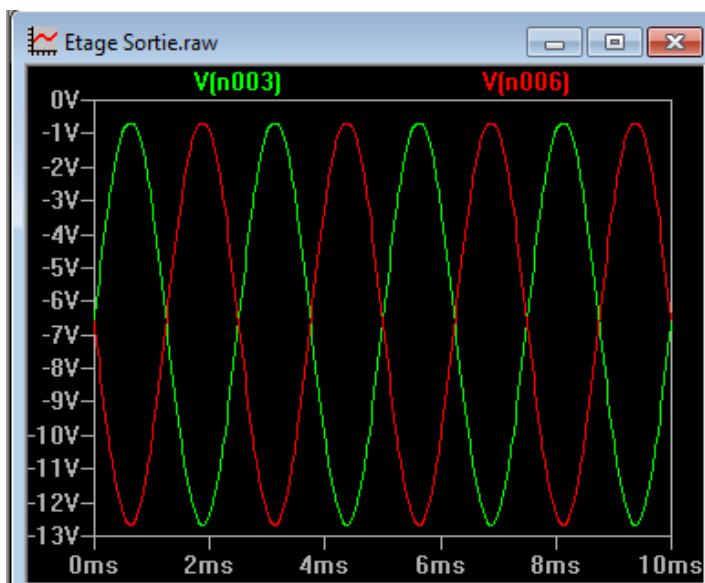 Etage Sortie.raw
V(n003) V(n006)
0V
-1V
-2V
-3V
-4V
-5V
-6V
-7V
-8V
-9V
-10V
-11V
-12V
-13V
0ms 2ms 4ms 6ms 8ms 10ms